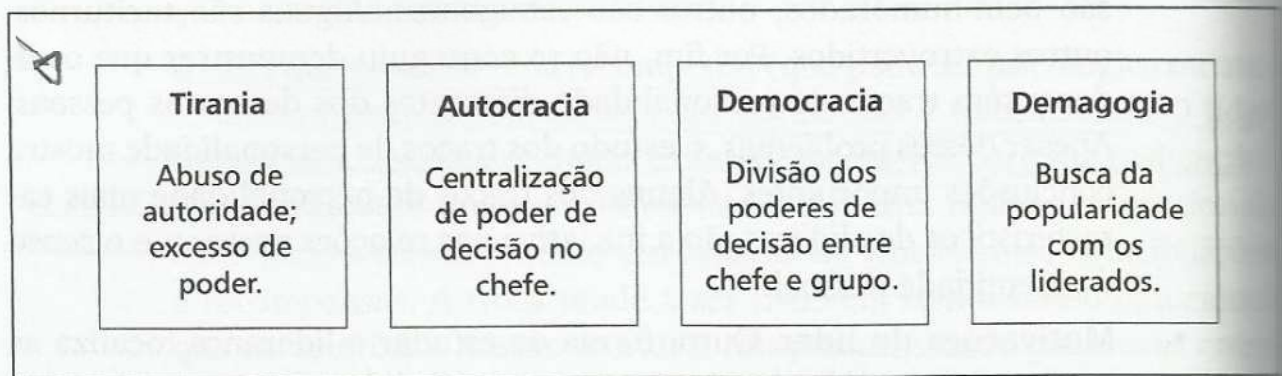 Tirania
Abuso de
autoridade;
excesso de
poder.
Autocracia
Centralização
de poder de
decisão no
chefe.
Democracia
Divisão dos
poderes de
decisão entre
chefe e grupo.
Demagogia
Busca da
popularidade
com os
liderados.